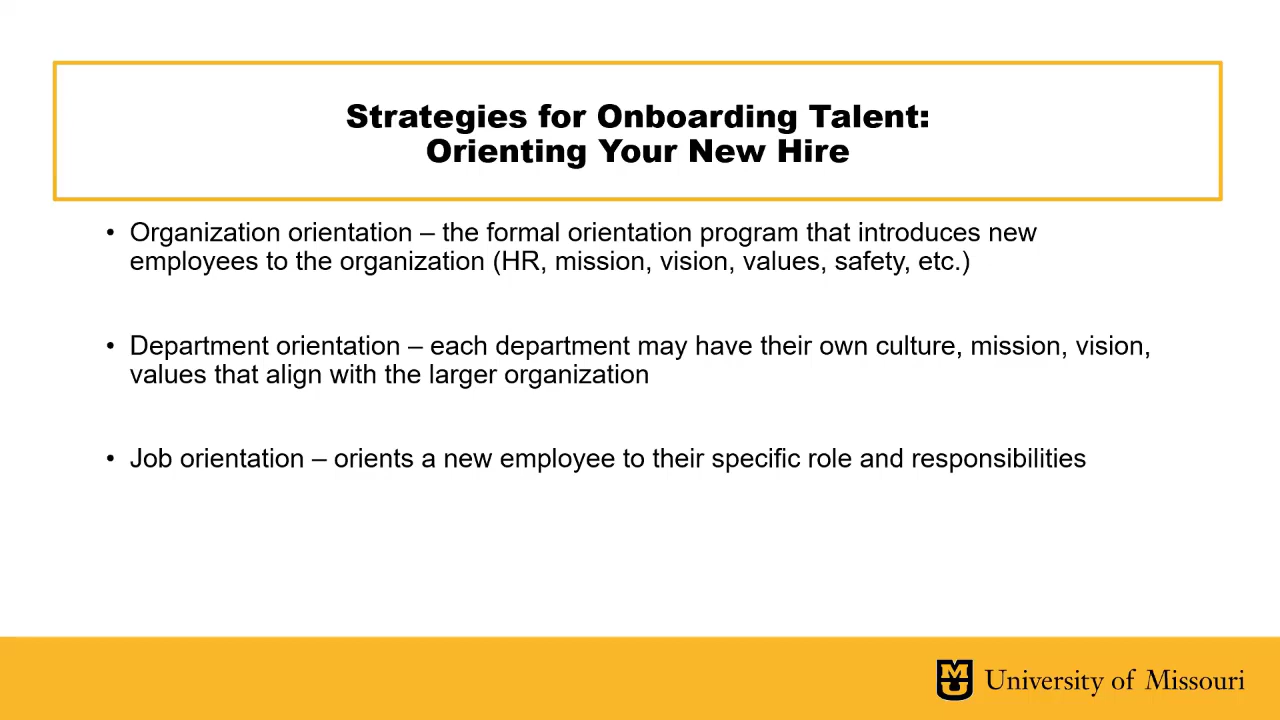 Strategies for Onboarding Talent:
Orienting Your New Hire
• Organization orientation – the formal orientation program that introduces new
employees to the organization (HR, mission, vision, values, safety, etc.)
• Department orientation – each department may have their own culture, mission, vision,
values that align with the larger organization
• Job orientation – orients a new employee to their specific role and responsibilities
MU University of Missouri